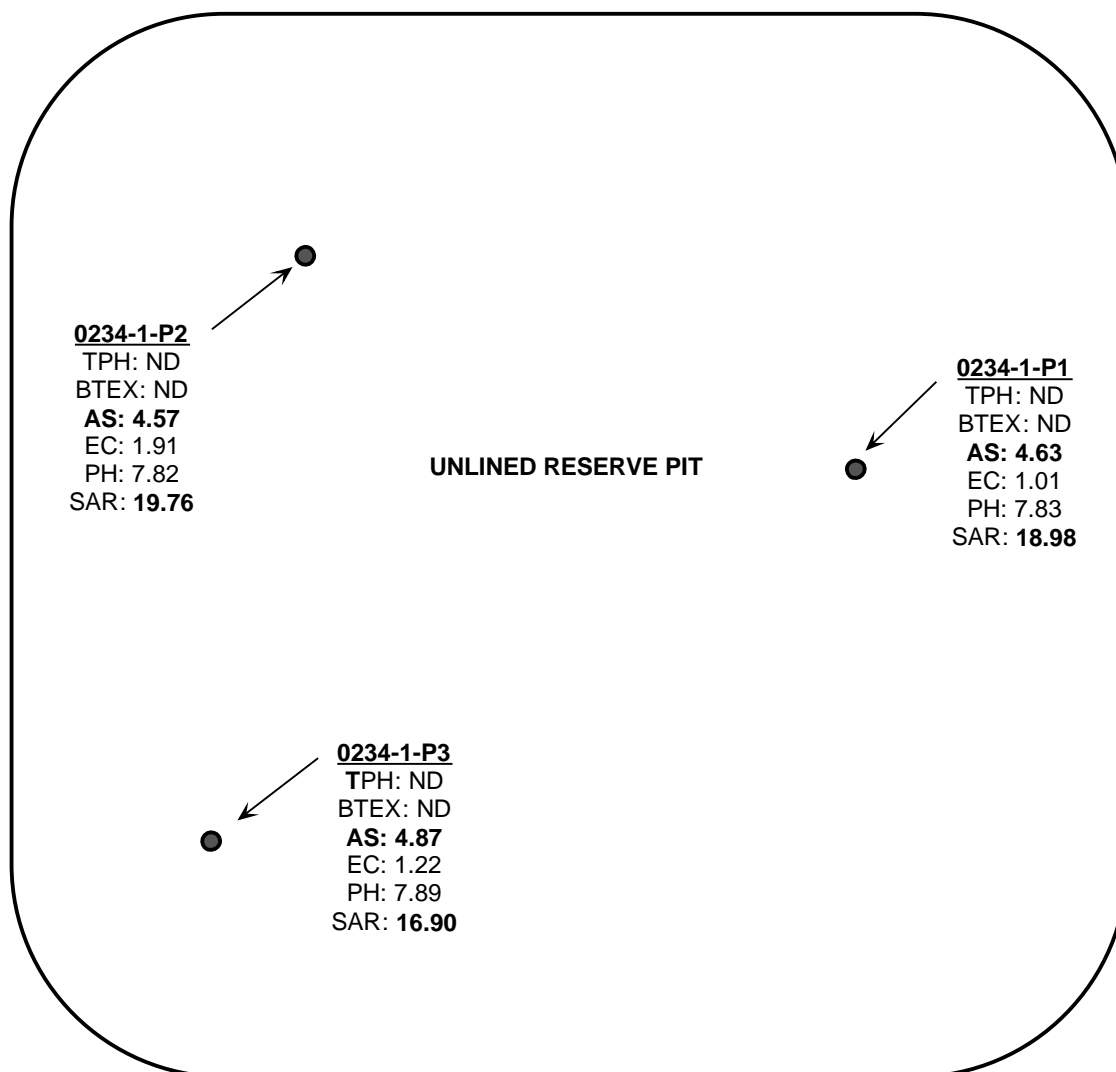 0234-1-P2
TPH: ND
BTEX: ND
AS: 4.57
EC: 1.91
PH: 7.82
SAR: 19.76
UNLINED RESERVE PIT
0234-1-P1
TPH: ND
BTEX: ND
AS: 4.63
EC: 1.01
PH: 7.83
SAR: 18.98
0234-1-P3
TPH: ND
BTEX: ND
AS: 4.87
EC: 1.22
PH: 7.89
SAR: 16.90